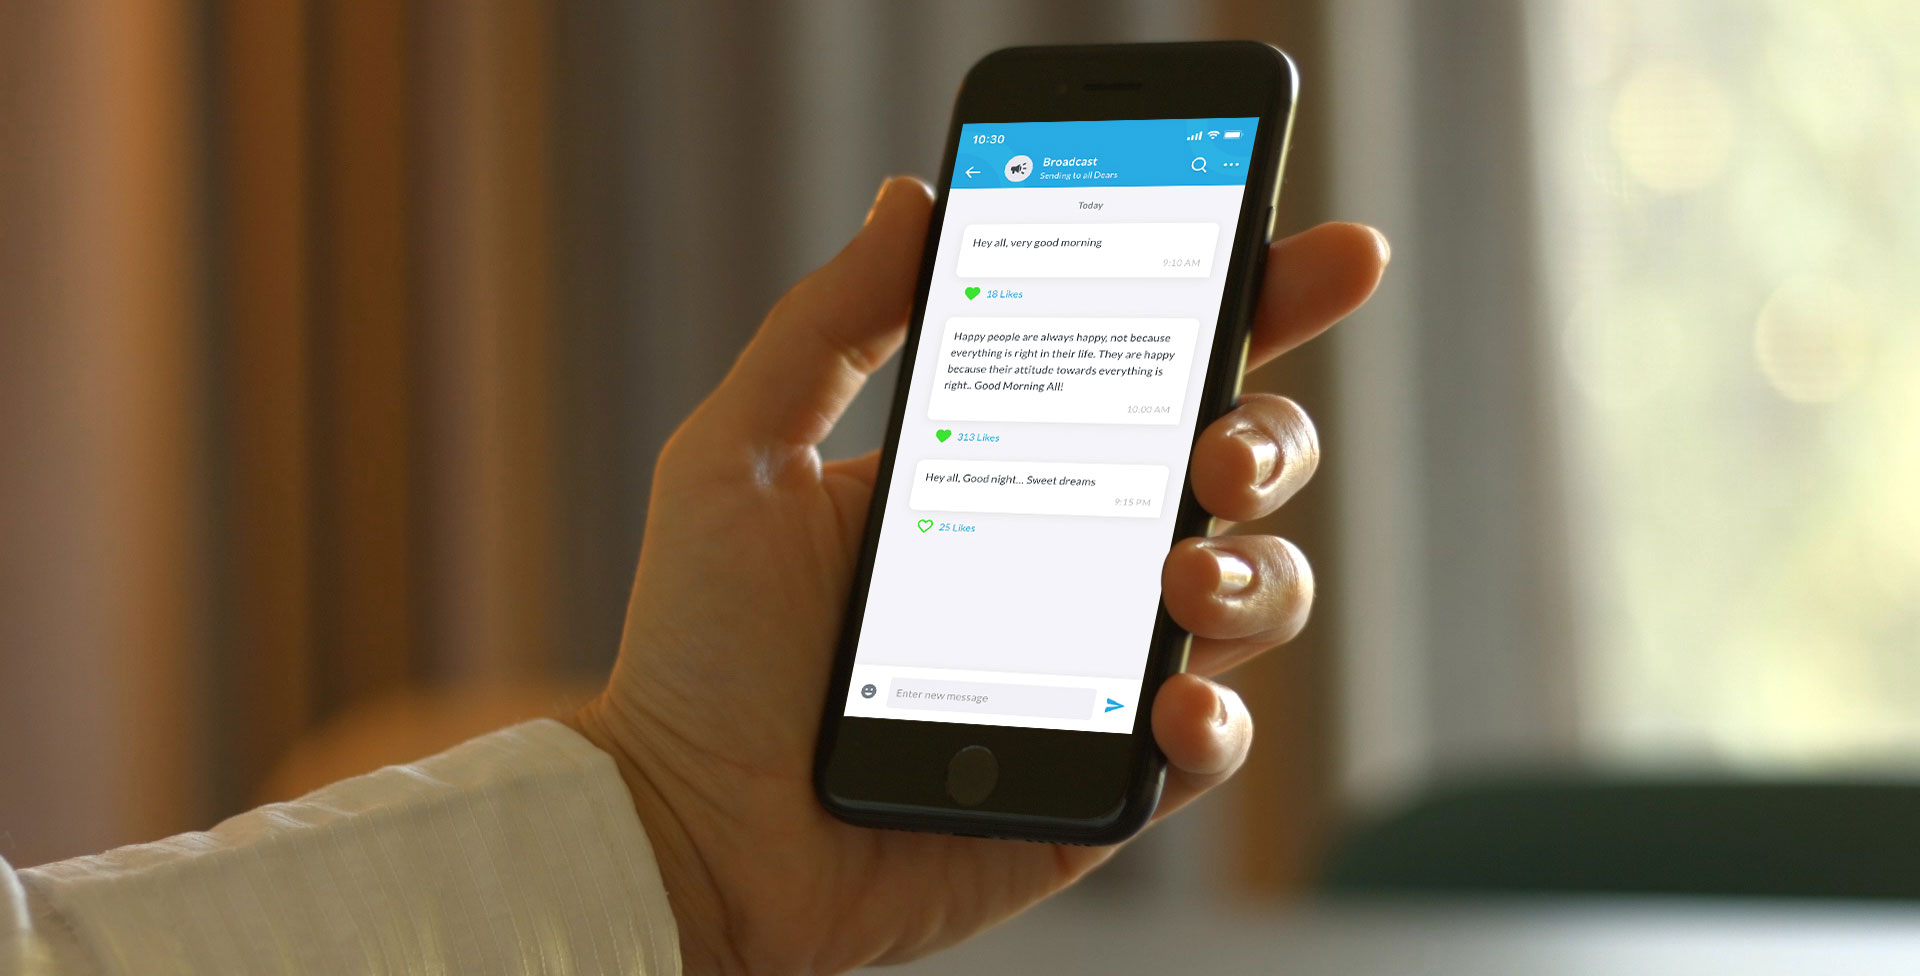 10:30
Broadcast
Sending to all Dears
Today
Hey all, very good morning
9:10 AM
18 Likes
Happy people are always happy, not because
everything is right in their life. They are happy
because their attitude towards everything is
right.. Good Morning All!
10:00 AM
313 Likes
Hey all, Good night... Sweet dreams
9:15 PM
25 Likes
Enter new message